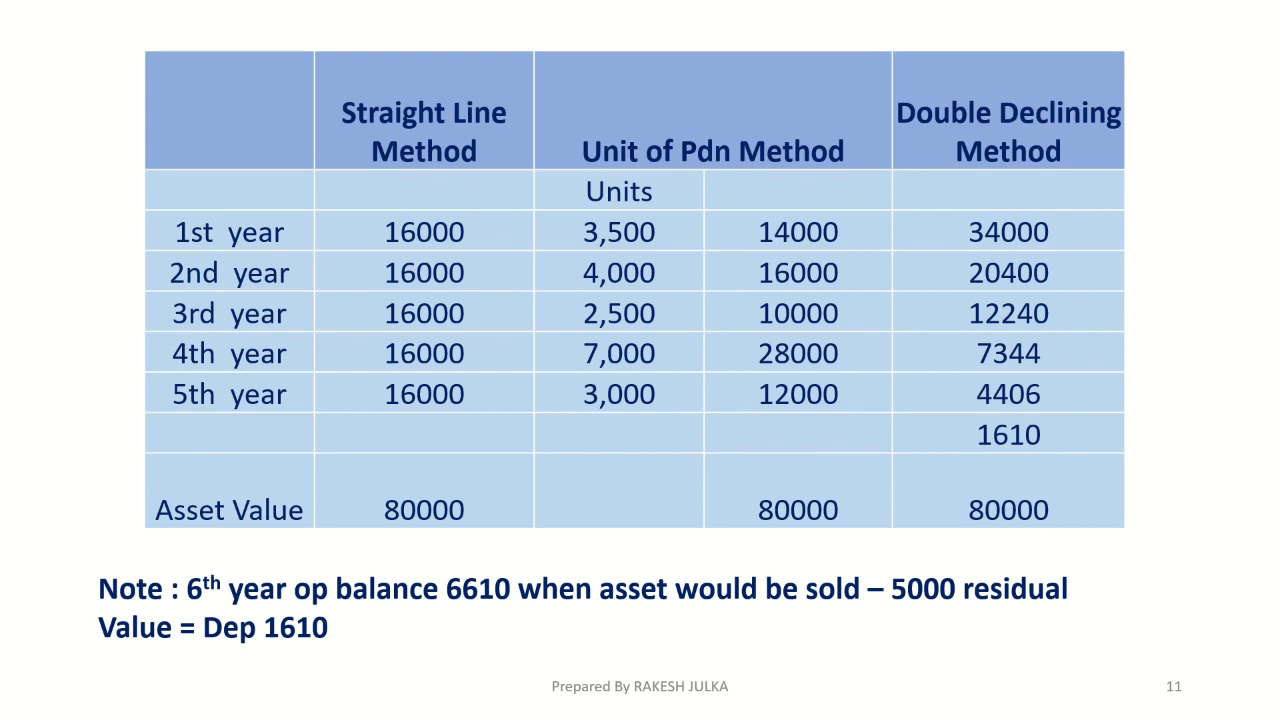 Straight Line Method Unit of Pdn Method Double Declining Method
Units
1st year 16000 3,500 14000 34000
2nd year 16000 4,000 16000 20400
3rd year 16000 2,500 10000 12240
4th year 16000 7,000 28000 7344
5th year 16000 3,000 12000 4406
1610
Asset Value 80000 80000 80000
Note : 6th year op balance 6610 when asset would be sold – 5000 residual
Value = Dep 1610
Prepared By RAKESH JULKA 11